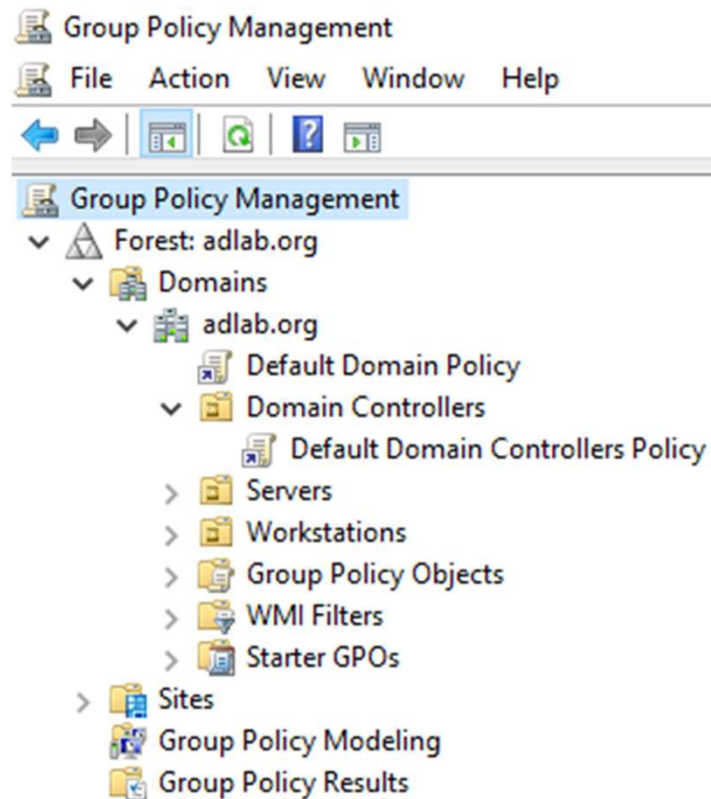 Group Policy Management
File Action View Window Help
?
Group Policy Management
Forest: adlab.org
Domains
adlab.org
Default Domain Policy
Domain Controllers
Default Domain Controllers Policy
Servers
Workstations
Group Policy Objects
WMI Filters
Starter GPOs
Sites
Group Policy Modeling
Group Policy Results